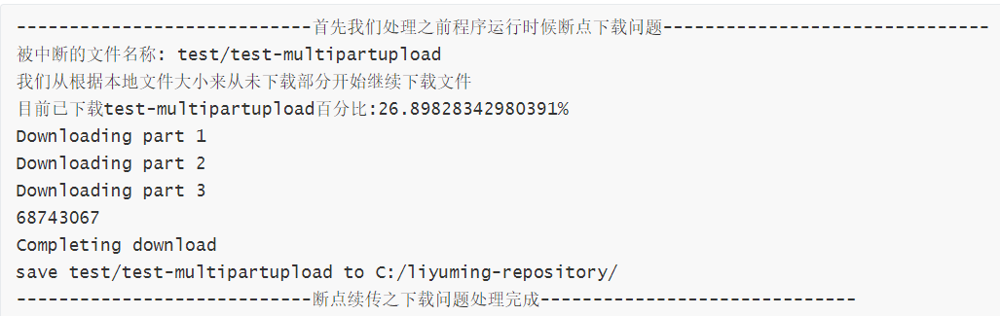 ----------------------------首先我们处理之前程序运行时候断点下载问题-------------------------------
被中断的文件名称: test/test-multipartupload
我们从根据本地文件大小来从未下载部分开始继续下载文件
目前已下载test-multipartupload百分比:26.89828342980391%
Downloading part 1
Downloading part 2
Downloading part 3
68743067
Completing download
save test/test-multipartupload to C:/liyuming-repository/
----------------------------断点续传之下载问题处理完成------------------------------